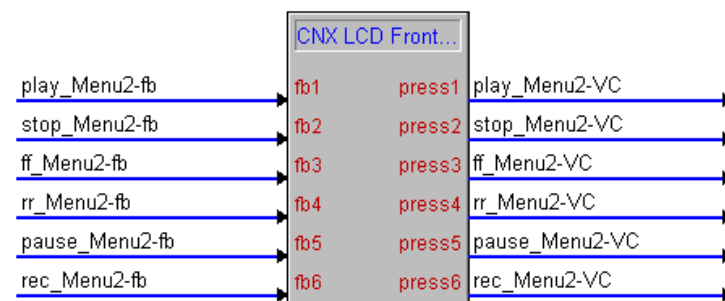 CNX LCD Front...
play_Menu2-fb fb1 press1 play_Menu2-VC
stop_Menu2-fb fb2 press2 stop_Menu2-VC
ff_Menu2-fb fb3 press3 ff_Menu2-VC
rr_Menu2-fb fb4 press4 rr_Menu2-VC
pause_Menu2-fb fb5 press5 pause_Menu2-VC
rec_Menu2-fb fb6 press6 rec_Menu2-VC